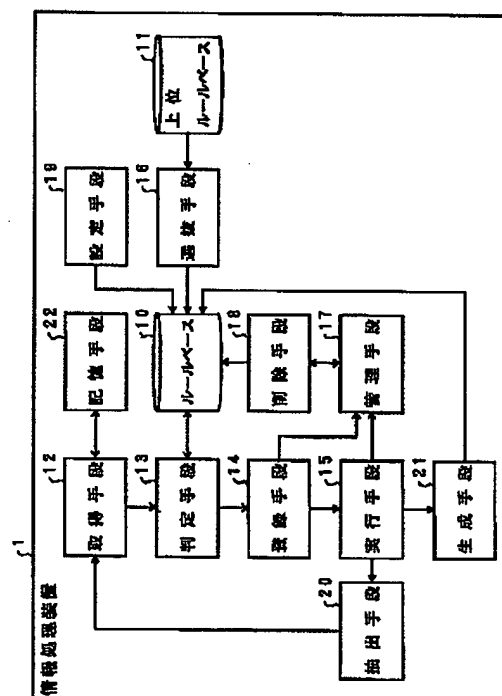 1
情報処理装置
12
取得手段
22
記憶手段
19
設定手段
13
判定手段
10
ルールベース
16
選抜手段
11
上位
ルールベース
14
登録手段
18
削除手段
15
実行手段
17
管理手段
20
抽出手段
21
生成手段